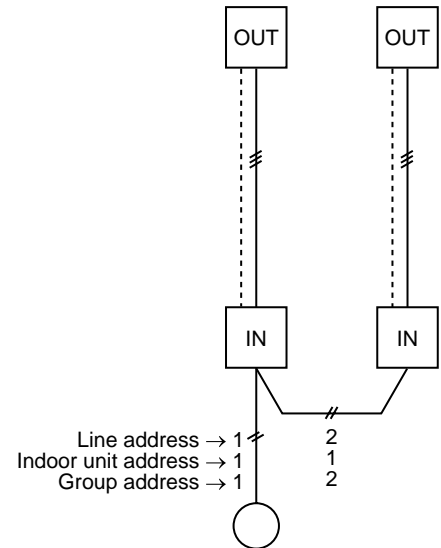 OUT OUT
IN IN
Line address → 1 2
Indoor unit address → 1 1
Group address → 1 2